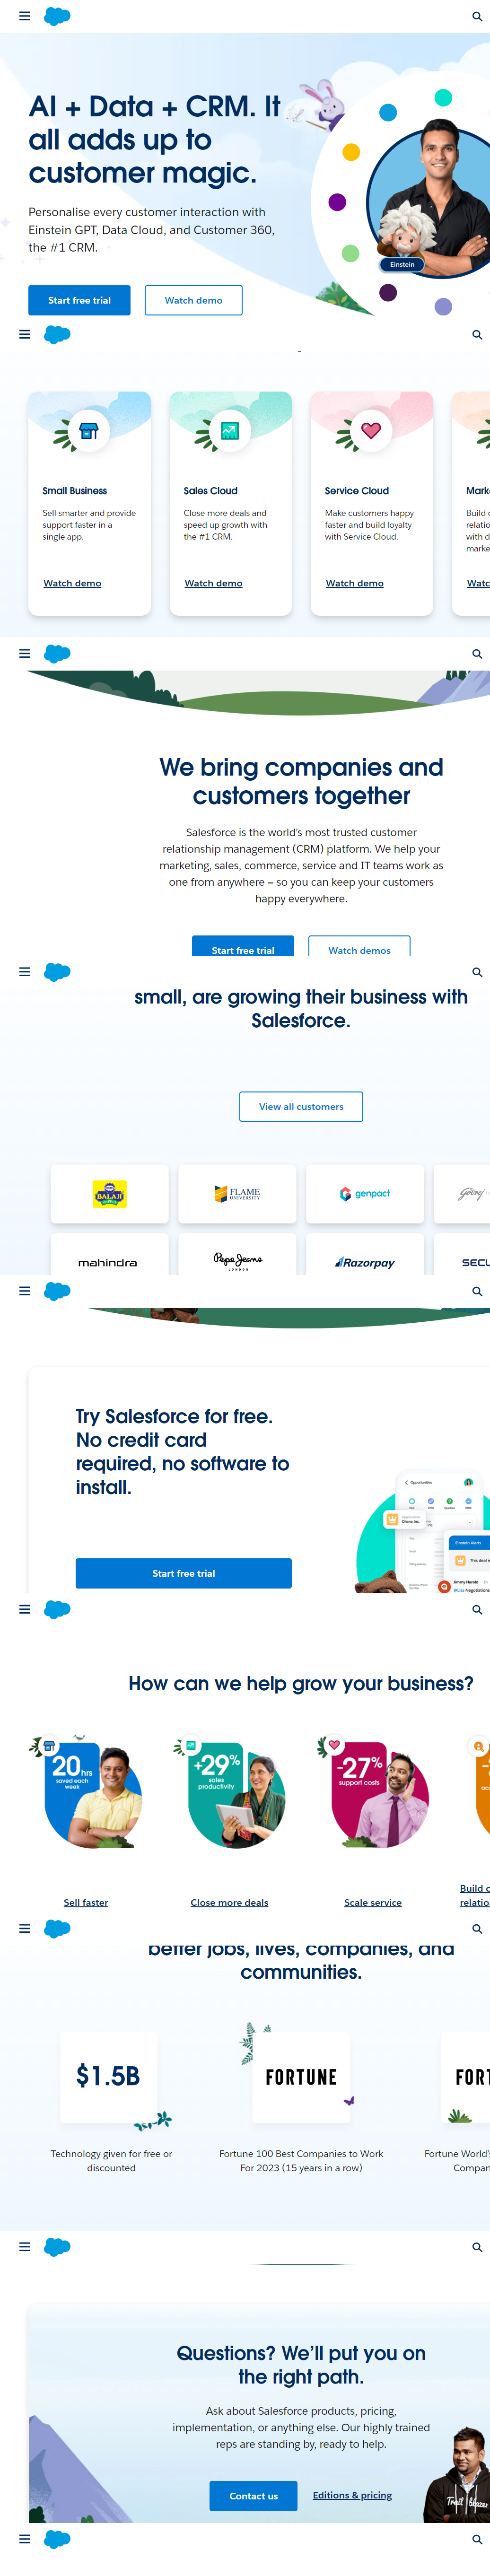 AI + Data + CRM. It
all adds up to
customer magic.
Personalise every customer interaction with
Einstein GPT, Data Cloud, and Customer 360,
the #1 CRM.
Einstein
Start free trial
Watch demo
Small Business
Sell smarter and provide
support faster in a
single app.
Watch demo
Sales Cloud
Close more deals and
speed up growth with
the #1 CRM.
Watch demo
Service Cloud
Make customers happy
faster and build loyalty
with Service Cloud.
Watch demo
We bring companies and
customers together
Salesforce is the world's most trusted customer
relationship management (CRM) platform. We help your
marketing, sales, commerce, service and IT teams work as
one from anywhere – so you can keep your customers
happy everywhere.
Start free trial
Watch demos
small, are growing their business with
Salesforce.
View all customers
BALAJI
FLAME
UNIVERSITY
genpact
Godrej
mahindra
Pepe Jeans
LONDON
Razorpay
SECU
Try Salesforce for free.
No credit card
required, no software to
install.
Opportunities
Einstein Alerts
This deal i
Jimmy Harold
Negotiations
Start free trial
How can we help grow your business?
20hrs
saved each
week
+29%
sales
productivity
-27%
support costs
Sell faster
Close more deals
Scale service
Build c
relatio
better jobs, lives, companies, and
communities.
$1.5B
FORTUNE
FORT
Technology given for free or
discounted
Fortune 100 Best Companies to Work
For 2023 (15 years in a row)
Fortune World's
Compan
Questions? We'll put you on
the right path.
Ask about Salesforce products, pricing,
implementation, or anything else. Our highly trained
reps are standing by, ready to help.
Contact us
Editions & pricing
Trail blazer